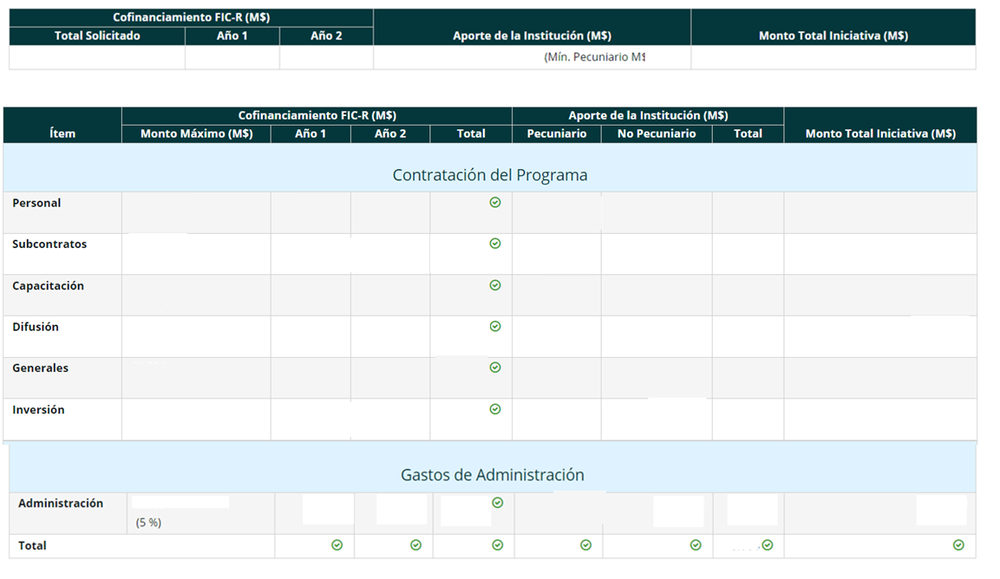 Cofinanciamiento FIC-R (M$)
Total Solicitado Año 1 Año 2 Aporte de la Institución (M$) Monto Total Iniciativa (M$)
(Mín. Pecuniario M$
Cofinanciamiento FIC-R (M$) Aporte de la Institución (M$)
Ítem Monto Máximo (M$) Año 1 Año 2 Total Pecuniario No Pecuniario Total Monto Total Iniciativa (M$)
Contratación del Programa
Personal
Subcontratos
Capacitación
Difusión
Generales
Inversión
Gastos de Administración
Administración
(5 %)
Total